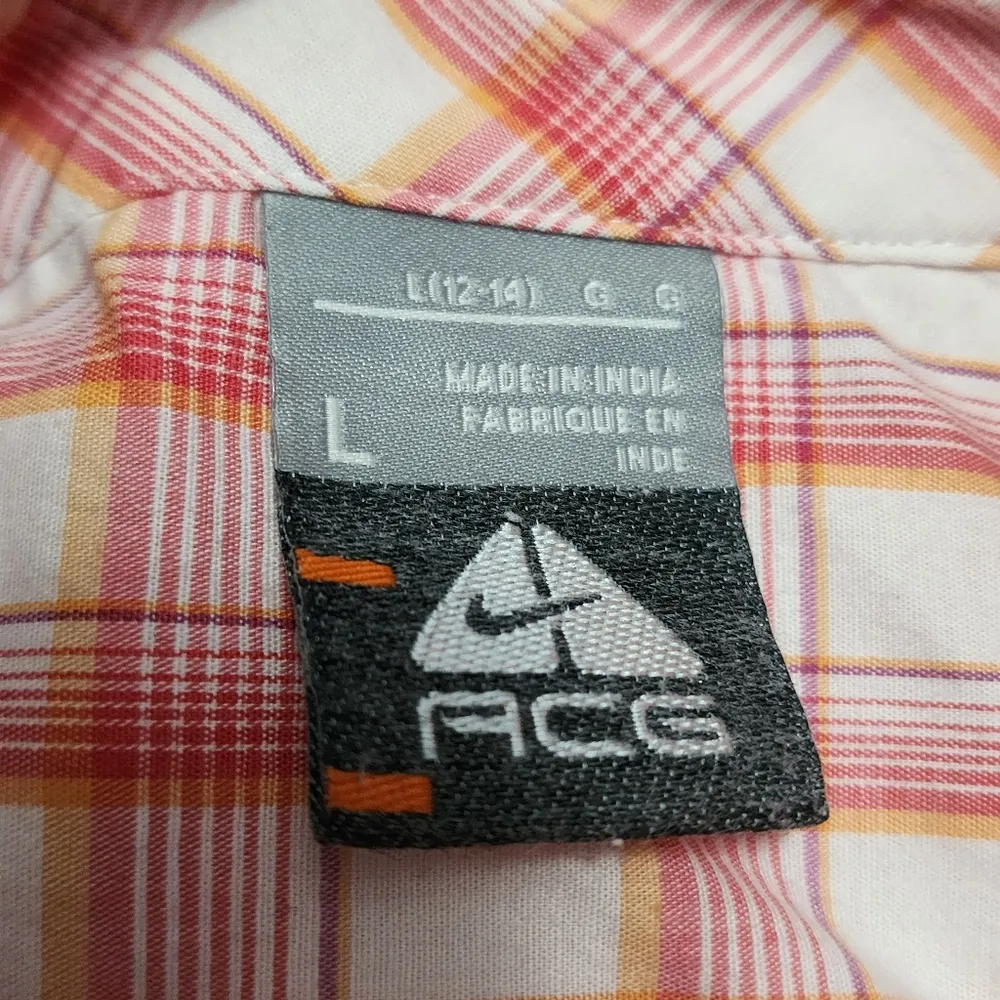 L(12-14) G G
MADE IN INDIA
FABRIQUE EN
INDE
L
ACG